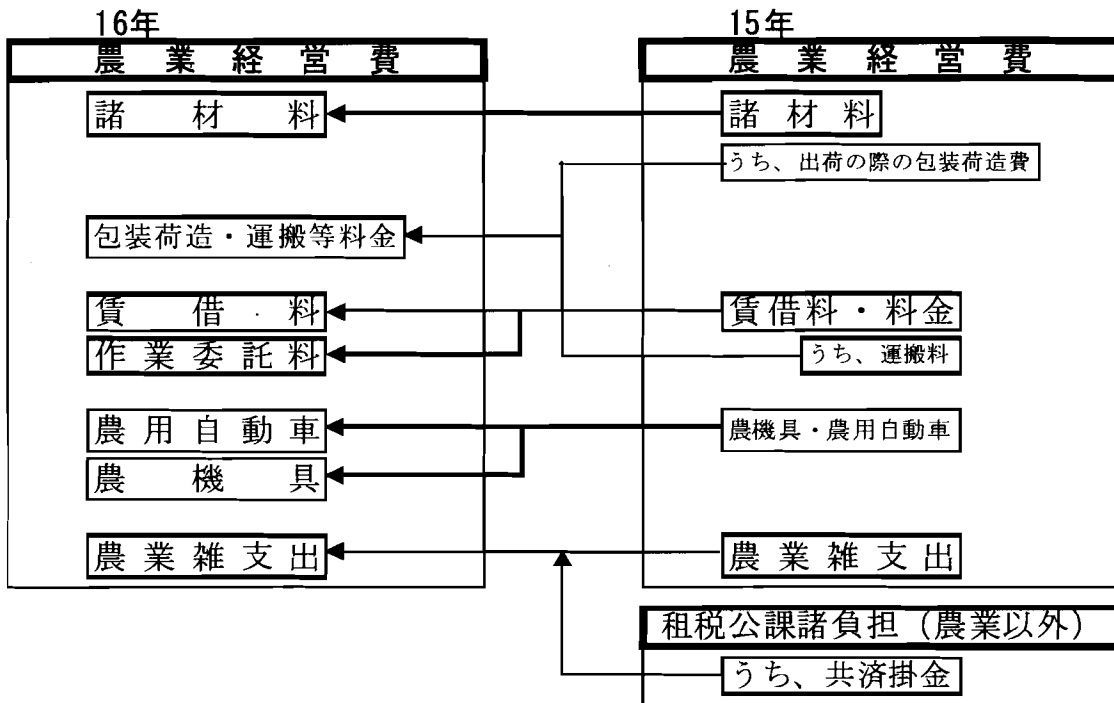 16年
農業経営費
諸材料
包装荷造・運搬等料金
賃借料
作業委託料
農用自動車
農機具
農業雑支出
15年
農業経営費
諸材料
うち、出荷の際の包装荷造費
賃借料・料金
うち、運搬料
農機具・農用自動車
農業雑支出
租税公課諸負担（農業以外）
うち、共済掛金